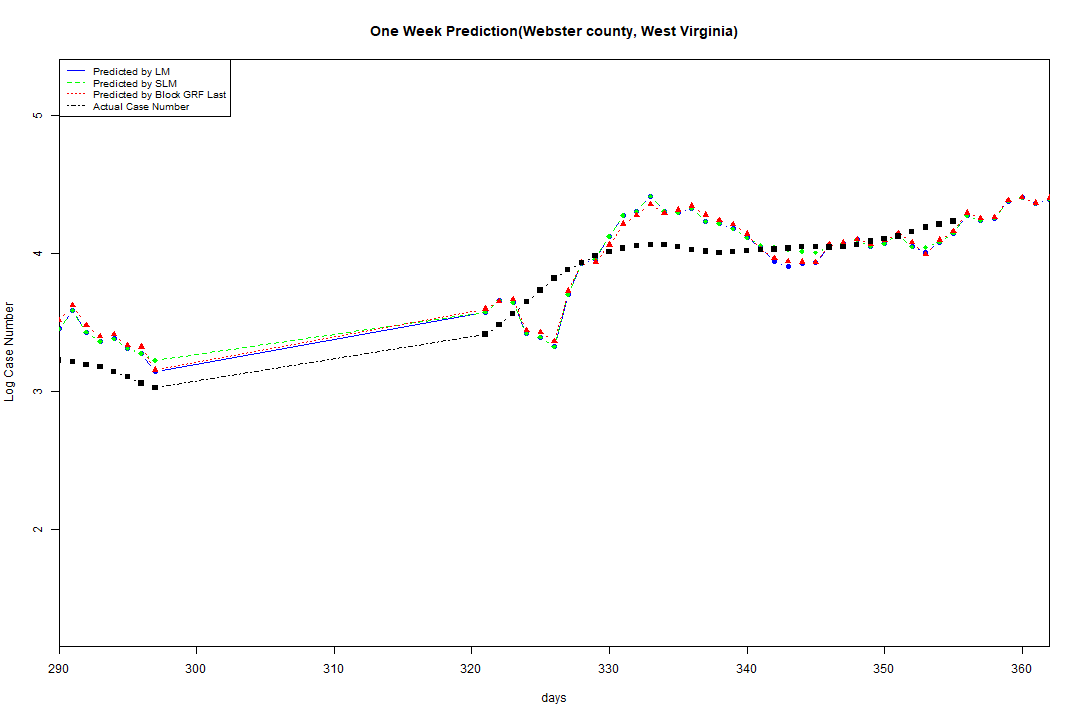 One Week Prediction(Webster county, West Virginia)
Predicted by LM
Predicted by SLM
Predicted by Block GRF Last
Actual Case Number
5
4
3
2
Log Case Number
290 300 310 320 330 340 350 360
days